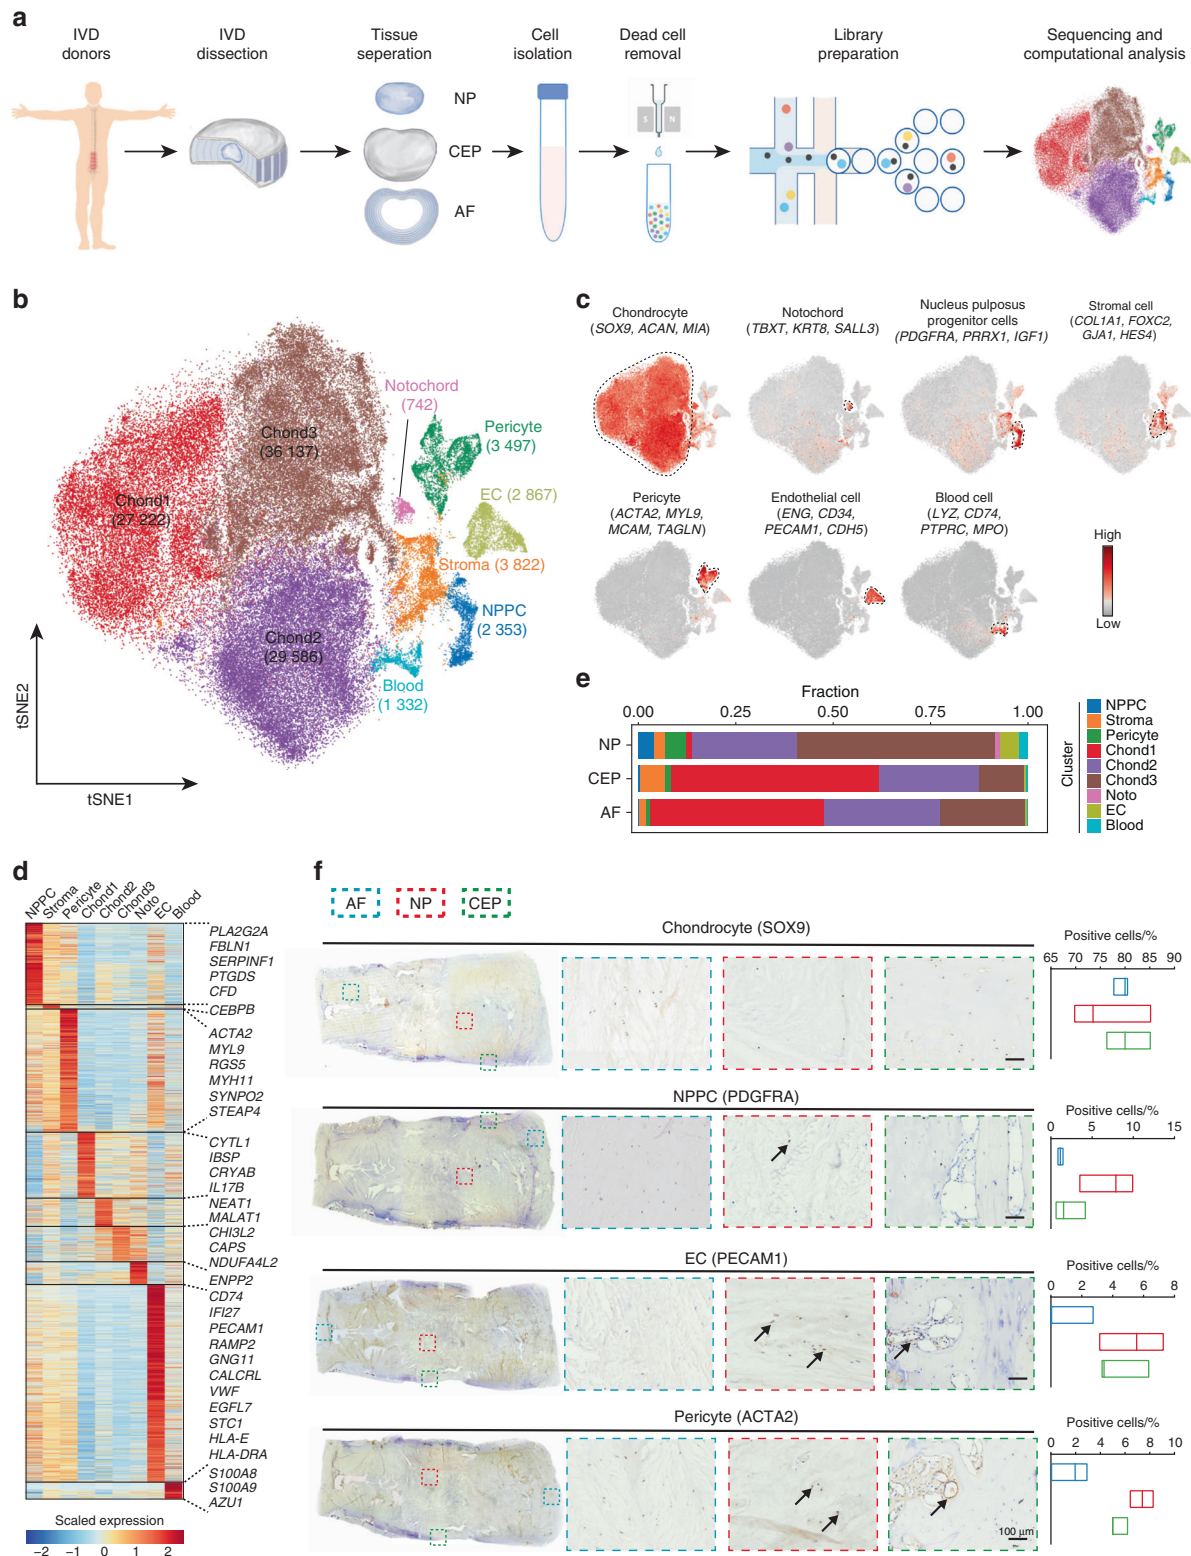 a
IVD
donors
IVD
dissection
Tissue
seperation
Cell
isolation
Dead cell
removal
Library
preparation
Sequencing and
computational analysis
NP
CEP
AF
S
N
b
Chond3
(36 137)
Chond1
(27 222)
Chond2
(29 586)
Notochord
(742)
Pericyte
(3 497)
EC (2 867)
Stroma (3 822)
NPPC
(2 353)
Blood
(1 332)
tSNE2
tSNE1
c
Chondrocyte
(SOX9, ACAN, MIA)
Notochord
(TBXT, KRT8, SALL3)
Nucleus pulposus
progenitor cells
(PDGFRA, PRRX1, IGF1)
Stromal cell
(COL1A1, FOXC2,
GJA1, HES4)
Pericyte
(ACTA2, MYL9,
MCAM, TAGLN)
Endothelial cell
(ENG, CD34,
PECAM1, CDH5)
Blood cell
(LYZ, CD74,
PTPRC, MPO)
High
Low
e
Fraction
0.00 0.25 0.50 0.75 1.00
NP
CEP
AF
Cluster
NPPC
Stroma
Pericyte
Chond1
Chond2
Chond3
Noto
EC
Blood
d
NPPC
Stroma
Pericyte
Chond1
Chond2
Chond3
Noto
EC
Blood
PLA2G2A
FBLN1
SERPINF1
PTGDS
CFD
CEBPB
ACTA2
MYL9
RGS5
MYH11
SYNPO2
STEAP4
CYTL1
IBSP
CRYAB
IL17B
NEAT1
MALAT1
CHI3L2
CAPS
NDUFA4L2
ENPP2
CD74
IFI27
PECAM1
RAMP2
GNG11
CALCRL
VWF
EGFL7
STC1
HLA-E
HLA-DRA
S100A8
S100A9
AZU1
Scaled expression
−2 −1 0 1 2
f
AF
NP
CEP
Chondrocyte (SOX9)
Positive cells/%
65 70 75 80 85 90
NPPC (PDGFRA)
Positive cells/%
0 5 10 15
EC (PECAM1)
Positive cells/%
0 2 4 6 8
Pericyte (ACTA2)
Positive cells/%
0 2 4 6 8 10
100 μm